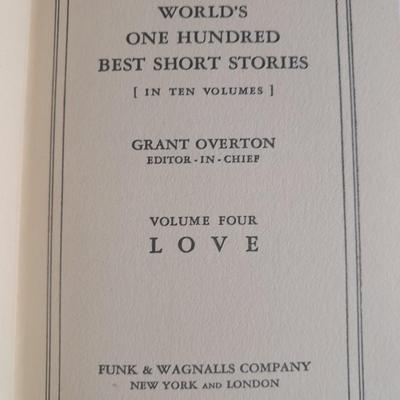 WORLD'S
ONE HUNDRED
BEST SHORT STORIES
[ IN TEN VOLUMES ]
GRANT OVERTON
EDITOR-IN-CHIEF
VOLUME FOUR
LOVE
FUNK & WAGNALLS COMPANY
NEW YORK AND LONDON